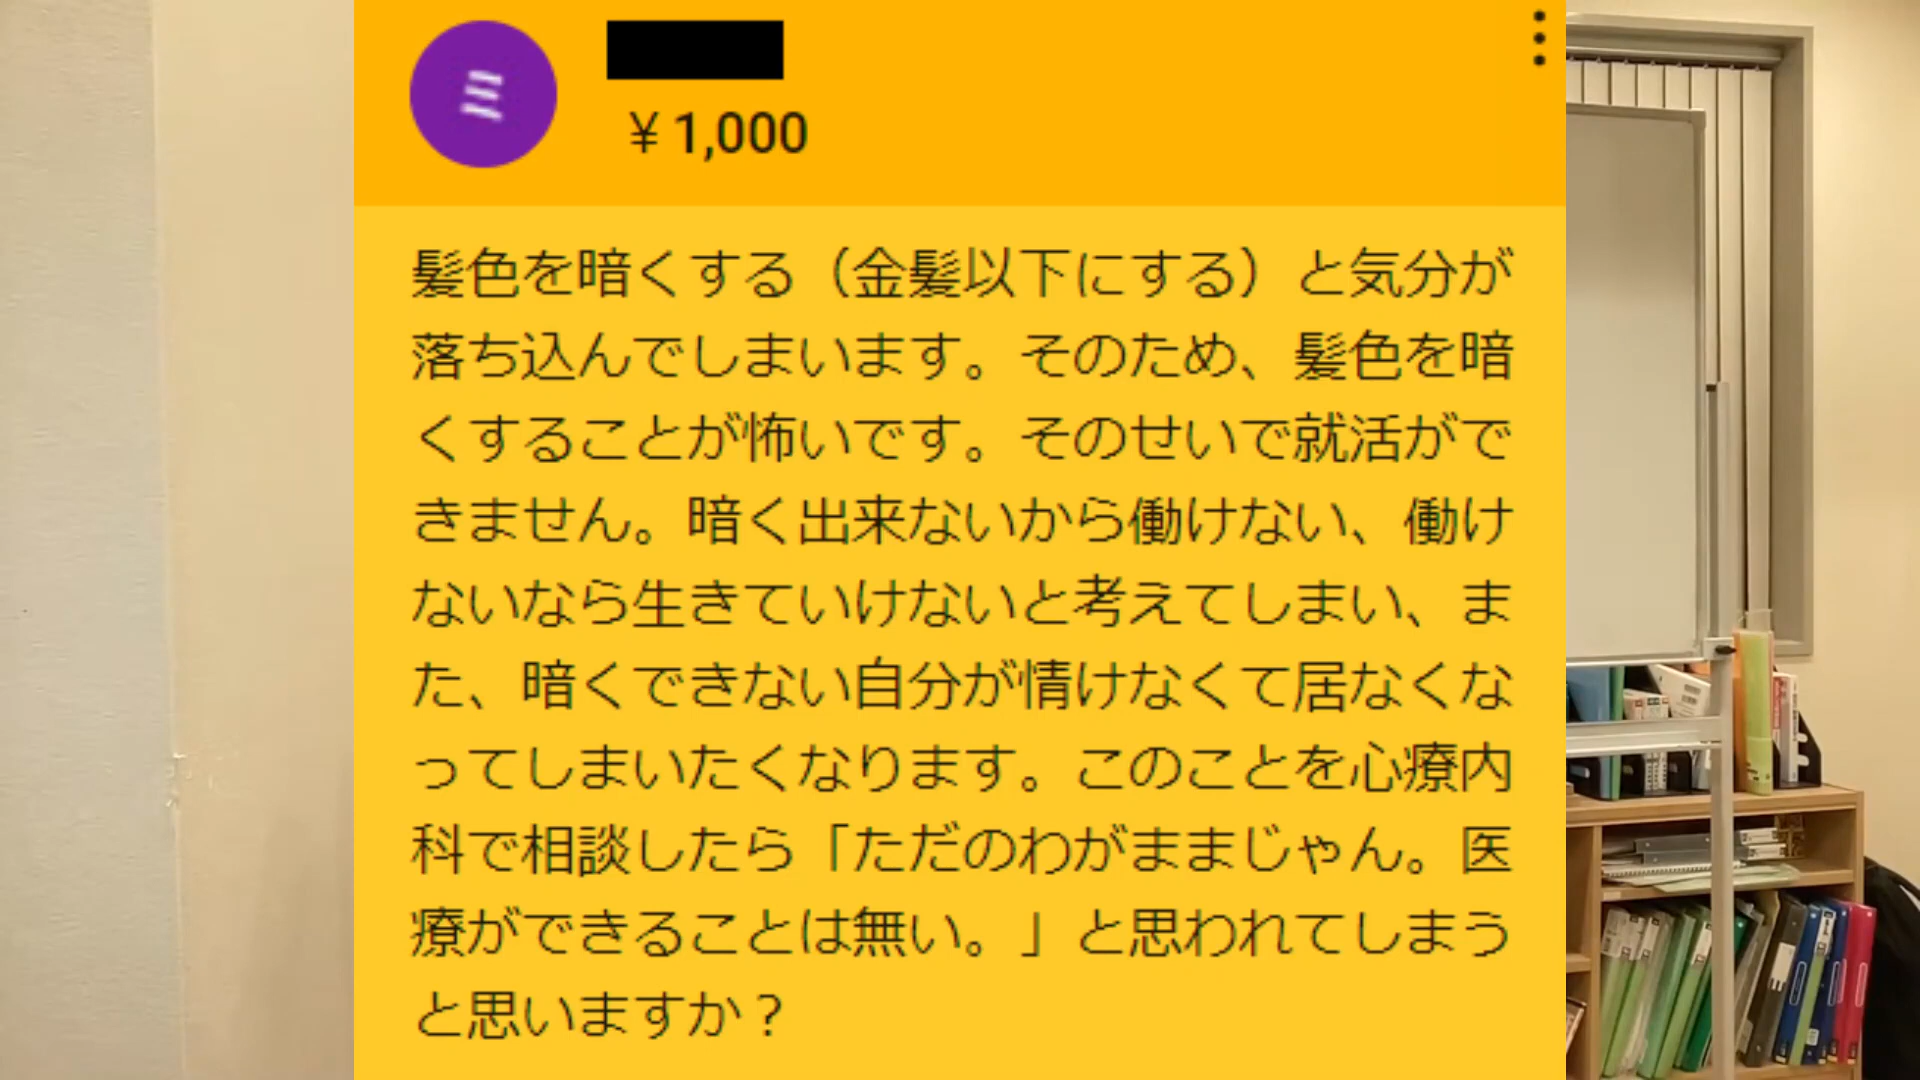 ミ
¥ 1,000
髪色を暗くする（金髪以下にする）と気分が
落ち込んでしまいます。そのため、髪色を暗
くすることが怖いです。そのせいで就活がで
きません。暗く出来ないから働けない、働け
ないなら生きていけないと考えてしまい、ま
た、暗くできない自分が情けなくて居なくな
ってしまいたくなります。このことを心療内
科で相談したら「ただのわがままじゃん。医
療ができることは無い。」と思われてしまう
と思いますか？